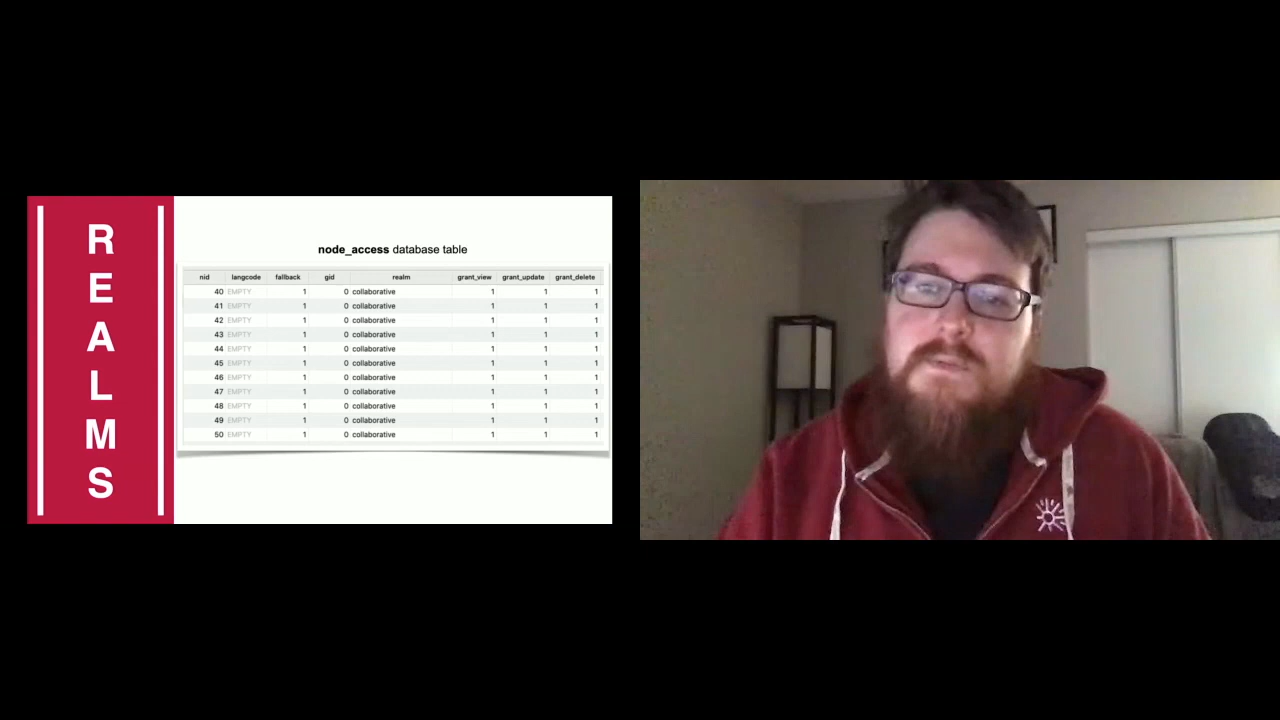 REALMS
node_access database table
nid langcode fallback gid realm grant_view grant_update grant_delete
40 EMPTY 1 0 collaborative 1 1 1
41 EMPTY 1 0 collaborative 1 1 1
42 EMPTY 1 0 collaborative 1 1 1
43 EMPTY 1 0 collaborative 1 1 1
44 EMPTY 1 0 collaborative 1 1 1
45 EMPTY 1 0 collaborative 1 1 1
46 EMPTY 1 0 collaborative 1 1 1
47 EMPTY 1 0 collaborative 1 1 1
48 EMPTY 1 0 collaborative 1 1 1
49 EMPTY 1 0 collaborative 1 1 1
50 EMPTY 1 0 collaborative 1 1 1